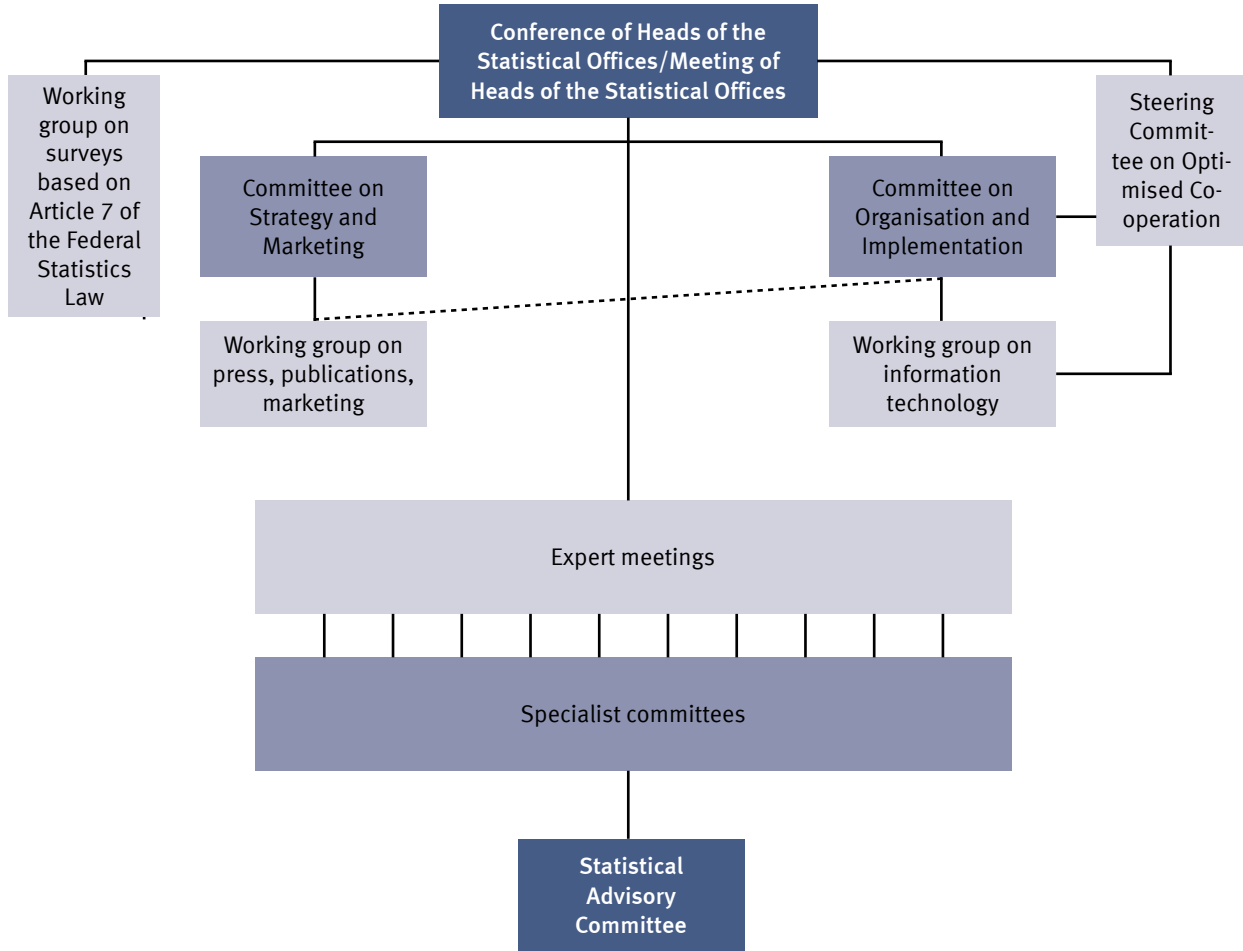 Conference of Heads of the
Statistical Offices/Meeting of
Heads of the Statistical Offices
Working
group on
surveys
based on
Article 7 of
the Federal
Statistics
Law
Committee on
Strategy and
Marketing
Committee on
Organisation and
Implementation
Steering
Commit-
tee on Opti-
mised Co-
operation
Working group on
press, publications,
marketing
Working group on
information
technology
Expert meetings
Specialist committees
Statistical
Advisory
Committee